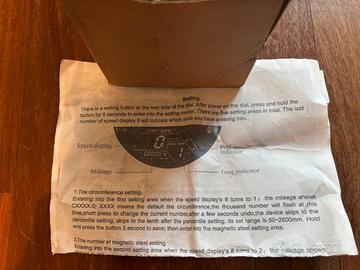 Setting
There is a setting button at the rear side of the dial. After power on the dial, press and hold the
button for 5 seconds to enter into the setting model. There are five setting areas in total. The last
number of speed display 8 will indicate which area you have entering into.
Speed display
Fuel consumption
indicator
Mileage
Gear indicator
1.Tire circumference setting.
Entering into the first setting area when the speed display's 8 turns to 1; the mileage shows
CXXXX.0; XXXX means the default tire circumference,the thousand number will flash at this
time,short press to change the current number,after a few seconds undo,the device skips to the
percentile setting, skips to the tenth after the percentile setting, its set range is 50~2600mm. Hold
and press the button 3 second to save; then enter into the magnetic steel setting area.
2.The number of magnetic steel setting
Entering into the second setting area when the speed display's 8 turns to 2; the mileage shows